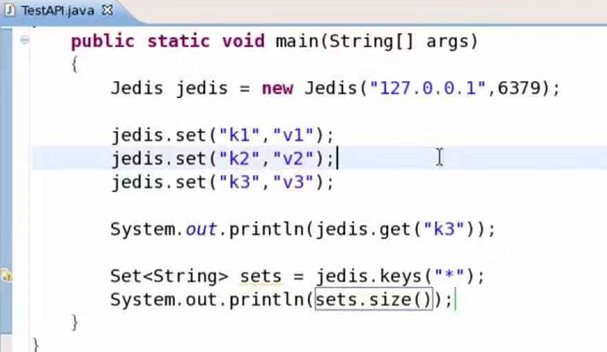 TestAPI.java
public static void main(String[] args)
{
Jedis jedis = new Jedis("127.0.0.1",6379);
jedis.set("k1","v1");
jedis.set("k2","v2");
jedis.set("k3","v3");
System.out.println(jedis.get("k3"));
Set<String> sets = jedis.keys("*");
System.out.println(sets.size());
}
}